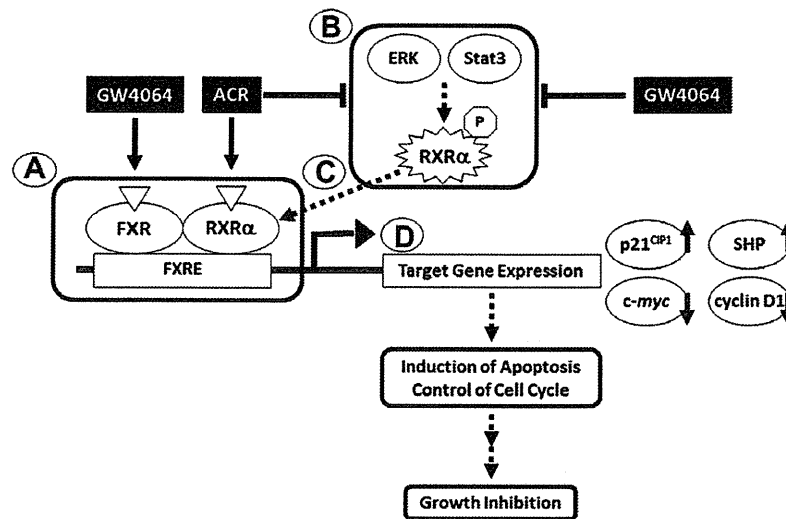 B
ERK
Stat3
GW4064
ACR
GW4064
P
RXRα
A
C
FXR
RXRα
D
FXRE
Target Gene Expression
p21CIP1
SHP
c-myc
cyclin D1
Induction of Apoptosis
Control of Cell Cycle
Growth Inhibition